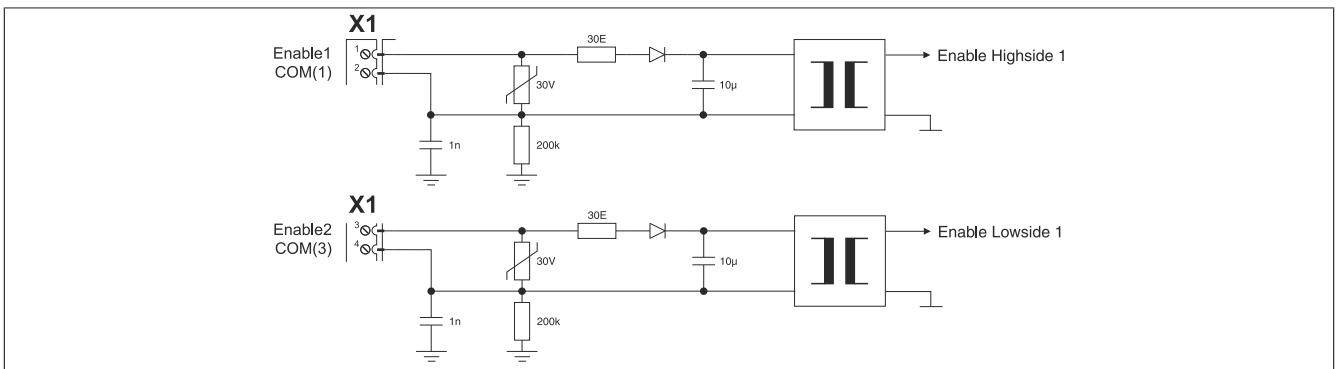 X1
30E
Enable1
1
Enable Highside 1
COM(1)
2
30V
10µ
1n
200k
X1
30E
Enable2
3
Enable Lowside 1
COM(3)
4
30V
10µ
1n
200k